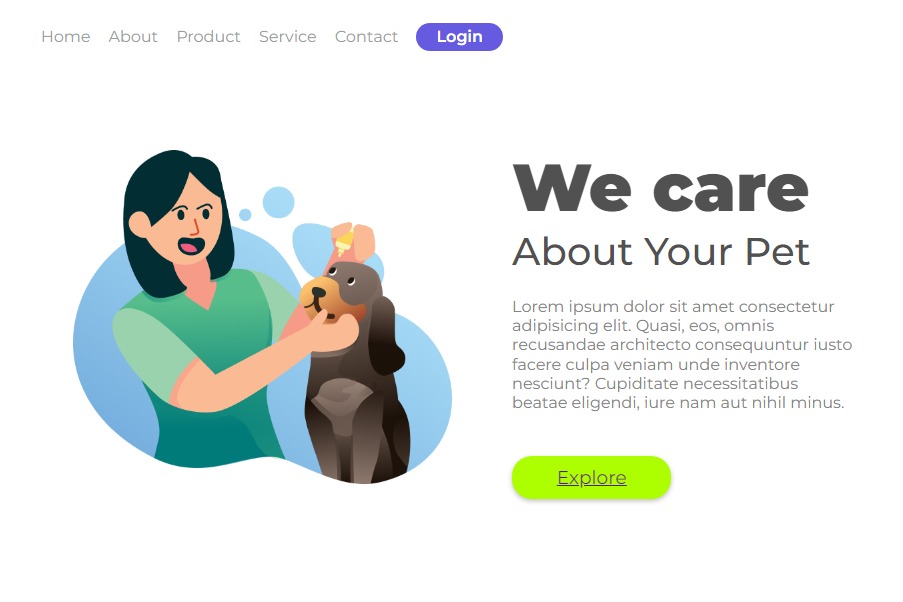 Home About Product Service Contact Login
We care
About Your Pet
Lorem ipsum dolor sit amet consectetur
adipisicing elit. Quasi, eos, omnis
recusandae architecto consequuntur iusto
facere culpa veniam unde inventore
nesciunt? Cupiditate necessitatibus
beatae eligendi, iure nam aut nihil minus.
Explore